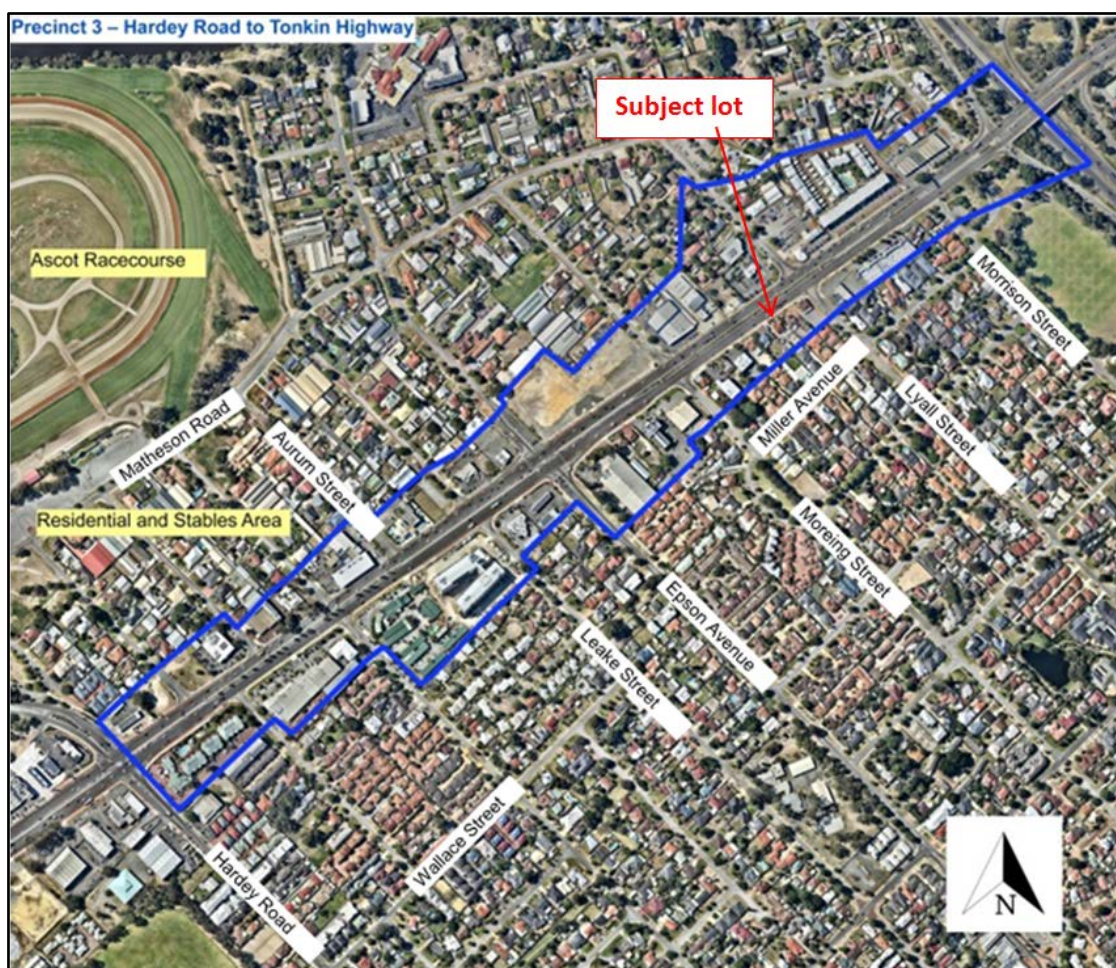 Precinct 3 – Hardey Road to Tonkin Highway
Subject lot
Ascot Racecourse
Morrison Street
Matheson Road
Miller Avenue
Lyall Street
Aurum Street
Residential and Stables Area
Moreing Street
Epson Avenue
Leake Street
Wallace Street
Hardey Road
N